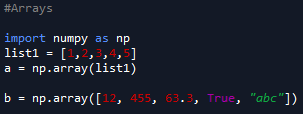 #Arrays
import numpy as np
list1 = [1,2,3,4,5]
a = np.array(list1)
b = np.array([12, 455, 63.3, True, "abc"])